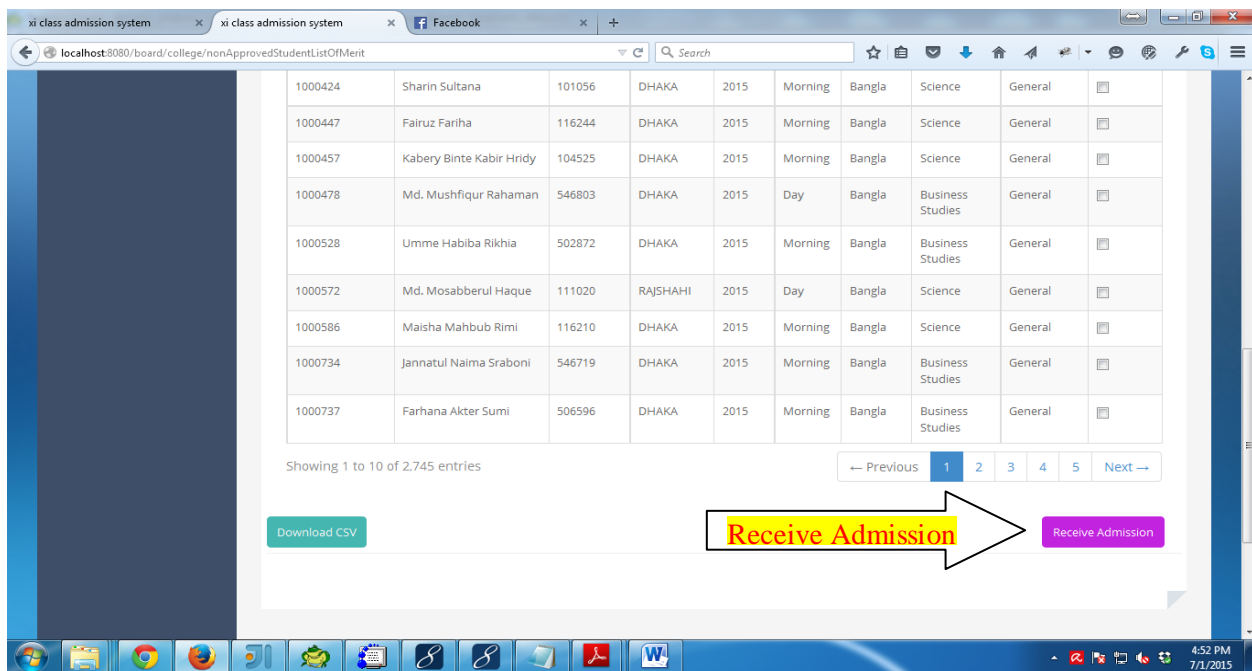 xi class admission system × xi class admission system × Facebook × +
localhost:8080/board/college/nonApprovedStudentListOfMerit Search
1000424 Sharin Sultana 101056 DHAKA 2015 Morning Bangla Science General
1000447 Fairuz Fariha 116244 DHAKA 2015 Morning Bangla Science General
1000457 Kabery Binte Kabir Hridy 104525 DHAKA 2015 Morning Bangla Science General
1000478 Md. Mushfiqur Rahaman 546803 DHAKA 2015 Day Bangla Business General
Studies
1000528 Umme Habiba Rikhia 502872 DHAKA 2015 Morning Bangla Business General
Studies
1000572 Md. Mosabberul Haque 111020 RAJSHAHI 2015 Day Bangla Science General
1000586 Maisha Mahbub Rimi 116210 DHAKA 2015 Morning Bangla Science General
1000734 Jannatul Naima Sraboni 546719 DHAKA 2015 Morning Bangla Business General
Studies
1000737 Farhana Akter Sumi 506596 DHAKA 2015 Morning Bangla Business General
Studies
Showing 1 to 10 of 2,745 entries ← Previous 1 2 3 4 5 Next →
Download CSV Receive Admission Receive Admission
4:52 PM
7/1/2015